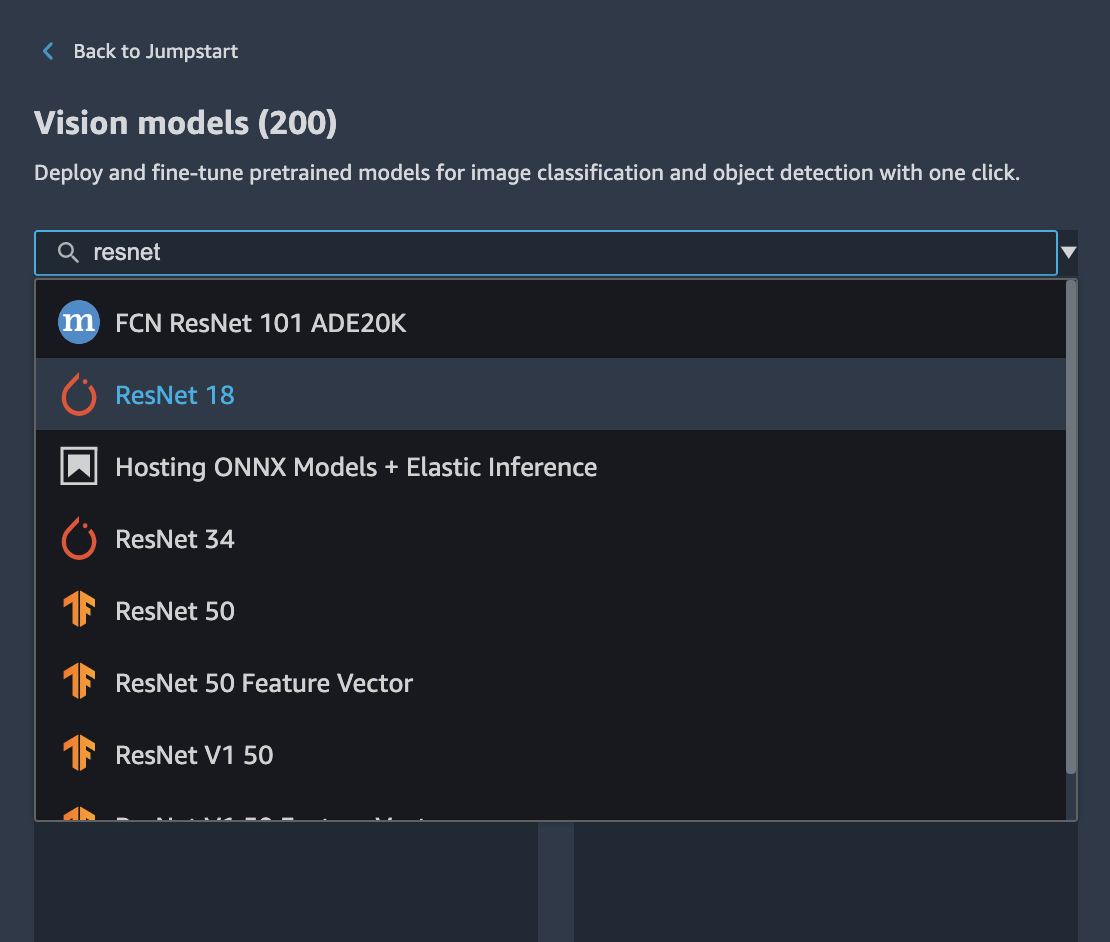 Back to Jumpstart
Vision models (200)
Deploy and fine-tune pretrained models for image classification and object detection with one click.
resnet
m FCN ResNet 101 ADE20K
ResNet 18
Hosting ONNX Models + Elastic Inference
ResNet 34
ResNet 50
ResNet 50 Feature Vector
ResNet V1 50